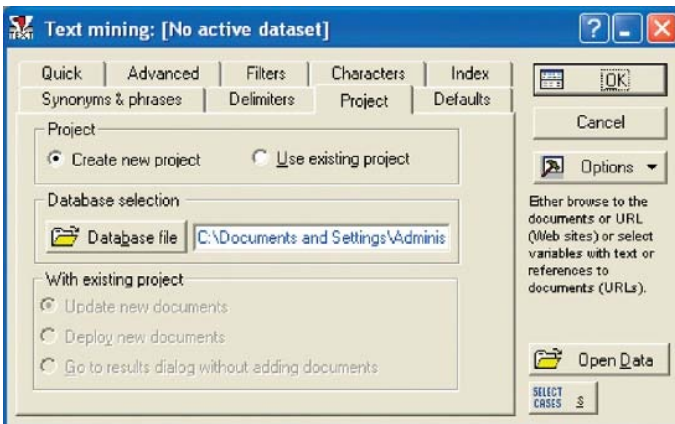 Text mining: [No active dataset]
Quick Advanced Filters Characters Index
Synonyms & phrases Delimiters Project Defaults
Project
Create new project Use existing project
Database selection
Database file C:\Documents and Settings\Adminis
With existing project
Update new documents
Deploy new documents
Go to results dialog without adding documents
OK
Cancel
Options
Either browse to the
documents or URL
(Web sites) or select
variables with text or
references to
documents (URLs).
Open Data
SELECT
CASES S